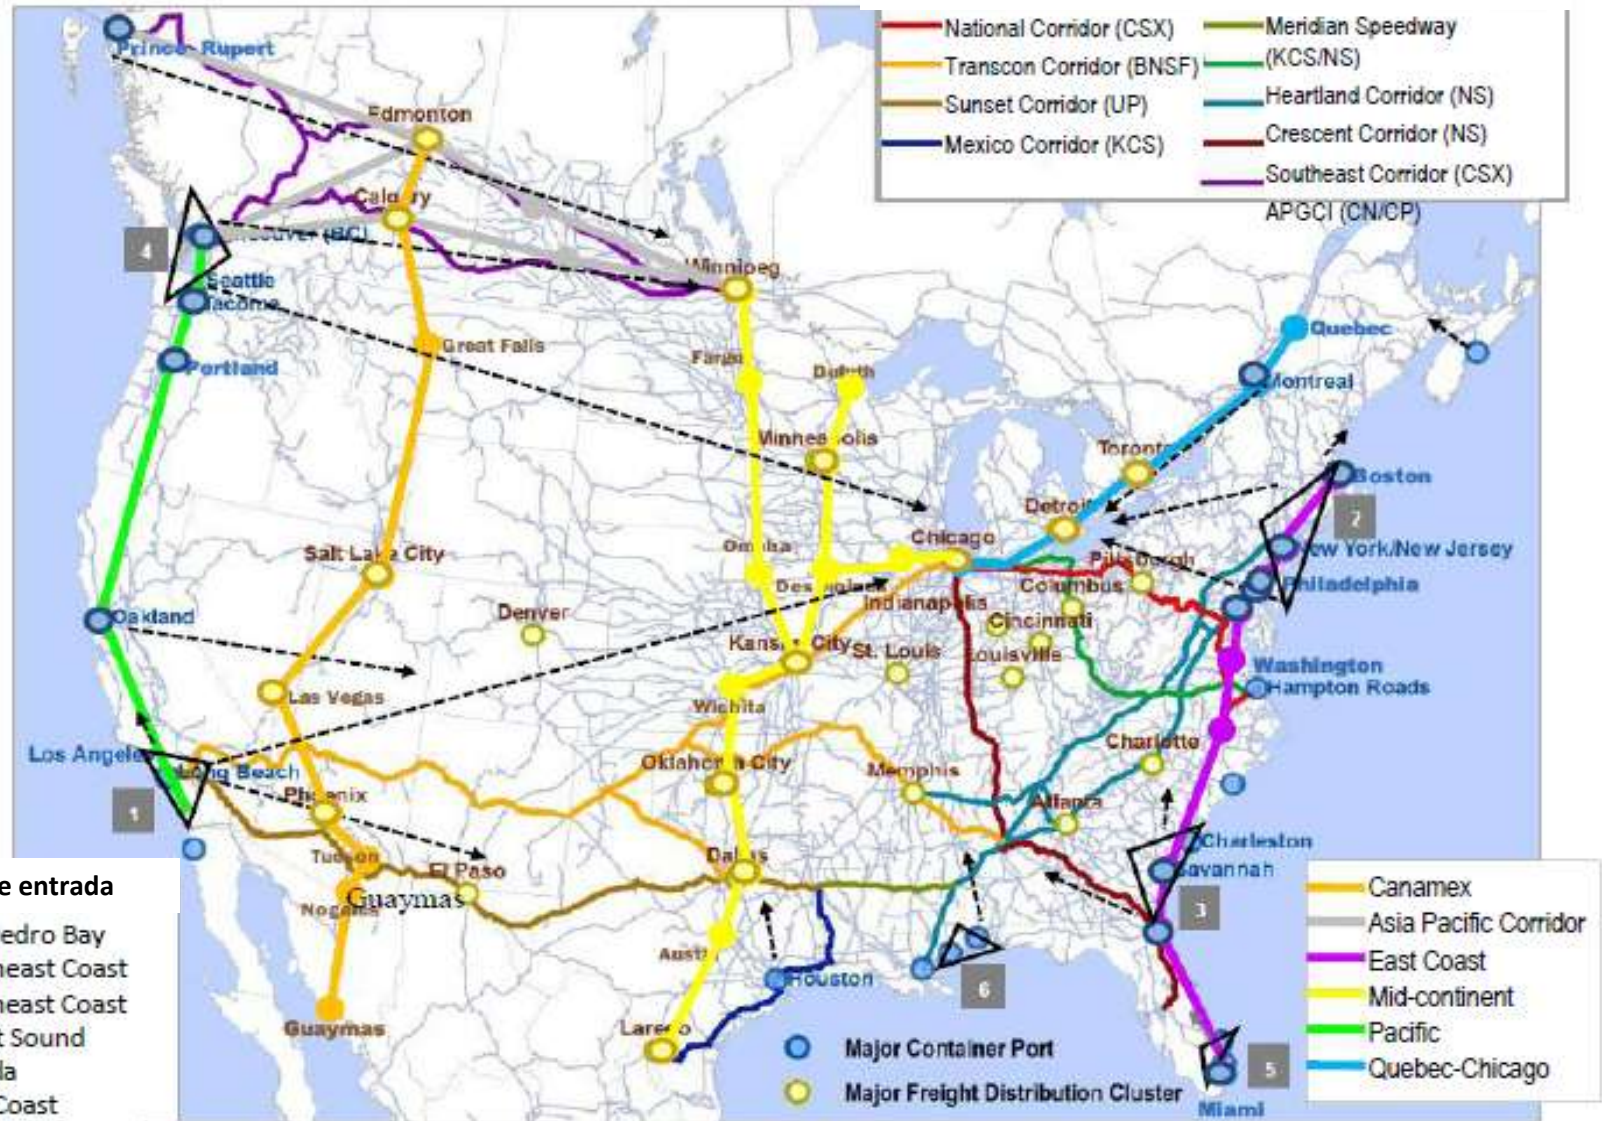 National Corridor (CSX)
Transcon Corridor (BNSF)
Sunset Corridor (UP)
Mexico Corridor (KCS)
Meridian Speedway
(KCS/NS)
Heartland Corridor (NS)
Crescent Corridor (NS)
Southeast Corridor (CSX)
APGCI (CN/CP)
Prince Rupert
Edmonton
Calgary
4
Vancouver (BC)
Seattle
Tacoma
Winnipeg
Portland
Great Falls
Fargo
Duluth
Quebec
Montreal
Minneapolis
Toronto
Boston
2
Detroit
Chicago
New York/New Jersey
Salt Lake City
Omaha
Des Moines
Pittsburgh
Columbus
Philadelphia
Oakland
Denver
Indianapolis
Cincinnati
Kansas City
St. Louis
Louisville
Washington
Hampton Roads
Las Vegas
Wichita
Los Angeles
Long Beach
Oklahoma City
Memphis
Charlotte
1
Phoenix
Atlanta
Charleston
Savannah
Tucson
El Paso
Dallas
Nogales
Guaymas
3
Austin
Houston
6
Guaymas
Laredo
5
Miami
Major Container Port
Major Freight Distribution Cluster
e entrada
edro Bay
heast Coast
heast Coast
t Sound
la
Coast
Canamex
Asia Pacific Corridor
East Coast
Mid-continent
Pacific
Quebec-Chicago